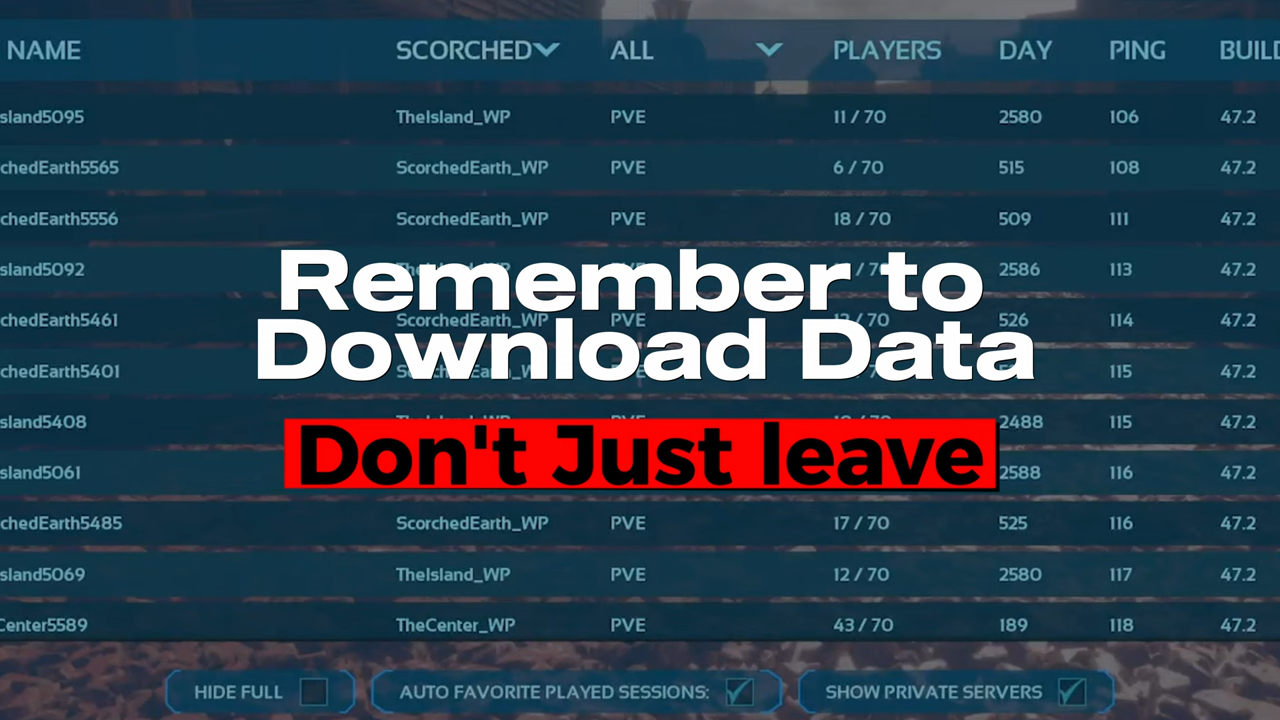 NAME SCORCHED ALL PLAYERS DAY PING BUILD
sland5095 TheIsland_WP PVE 11 / 70 2580 106 47.2
chedEarth5565 ScorchedEarth_WP PVE 6 / 70 515 108 47.2
chedEarth5556 ScorchedEarth_WP PVE 18 / 70 509 111 47.2
sland5092 PVE 2586 113 47.2
Remember to
chedEarth5461 ScorchedEarth_WP PVE 526 114 47.2
Download Data
chedEarth5401 115 47.2
sland5408 2488 115 47.2
Don't Just leave
sland5061 2588 116 47.2
chedEarth5485 ScorchedEarth_WP PVE 17 / 70 525 116 47.2
sland5069 TheIsland_WP PVE 12 / 70 2580 117 47.2
Center5589 TheCenter_WP PVE 43 / 70 189 118 47.2
HIDE FULL AUTO FAVORITE PLAYED SESSIONS: SHOW PRIVATE SERVERS